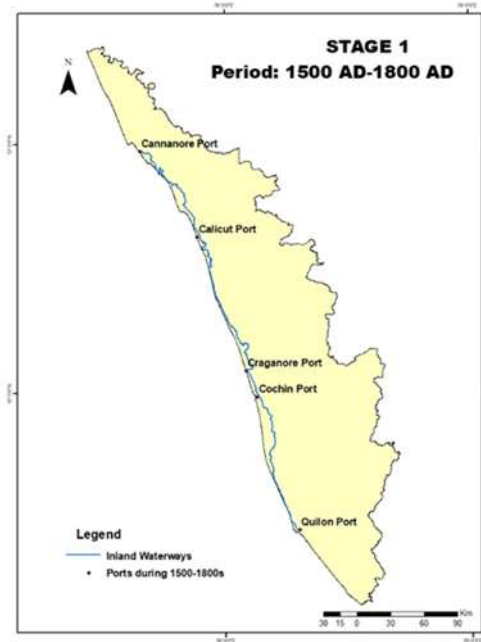 STAGE 1
Period: 1500 AD-1800 AD
N
Cannanore Port
Calicut Port
Craganore Port
Cochin Port
Quilon Port
Legend
Inland Waterways
Ports during 1500-1800s
Km
30 15 0 30 60 90